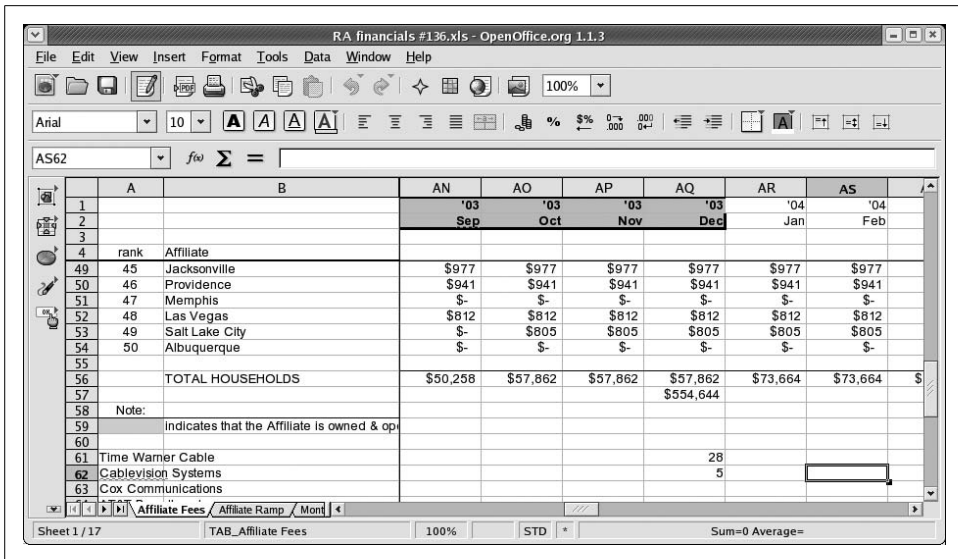 RA financials #136.xls - OpenOffice.org 1.1.3
File Edit View Insert Format Tools Data Window Help
100%
Arial 10 A A A A % $% .000 .000 A
AS62 f(x) Σ =
A B AN AO AP AQ AR AS
1 '03 '03 '03 '03 '04 '04
2 Sep Oct Nov Dec Jan Feb
3
4 rank Affiliate
49 45 Jacksonville $977 $977 $977 $977 $977 $977
50 46 Providence $941 $941 $941 $941 $941 $941
51 47 Memphis $- $- $- $- $- $-
52 48 Las Vegas $812 $812 $812 $812 $812 $812
53 49 Salt Lake City $- $805 $805 $805 $805 $805
54 50 Albuquerque $- $- $- $- $- $-
55
56 TOTAL HOUSEHOLDS $50,258 $57,862 $57,862 $57,862 $73,664 $73,664 $
57 $554,644
58 Note:
59 indicates that the Affiliate is owned & op
60
61 Time Warner Cable 28
62 Cablevision Systems 5
63 Cox Communications
Affiliate Fees Affiliate Ramp Mont
Sheet 1 / 17 TAB_Affiliate Fees 100% STD * Sum=0 Average=